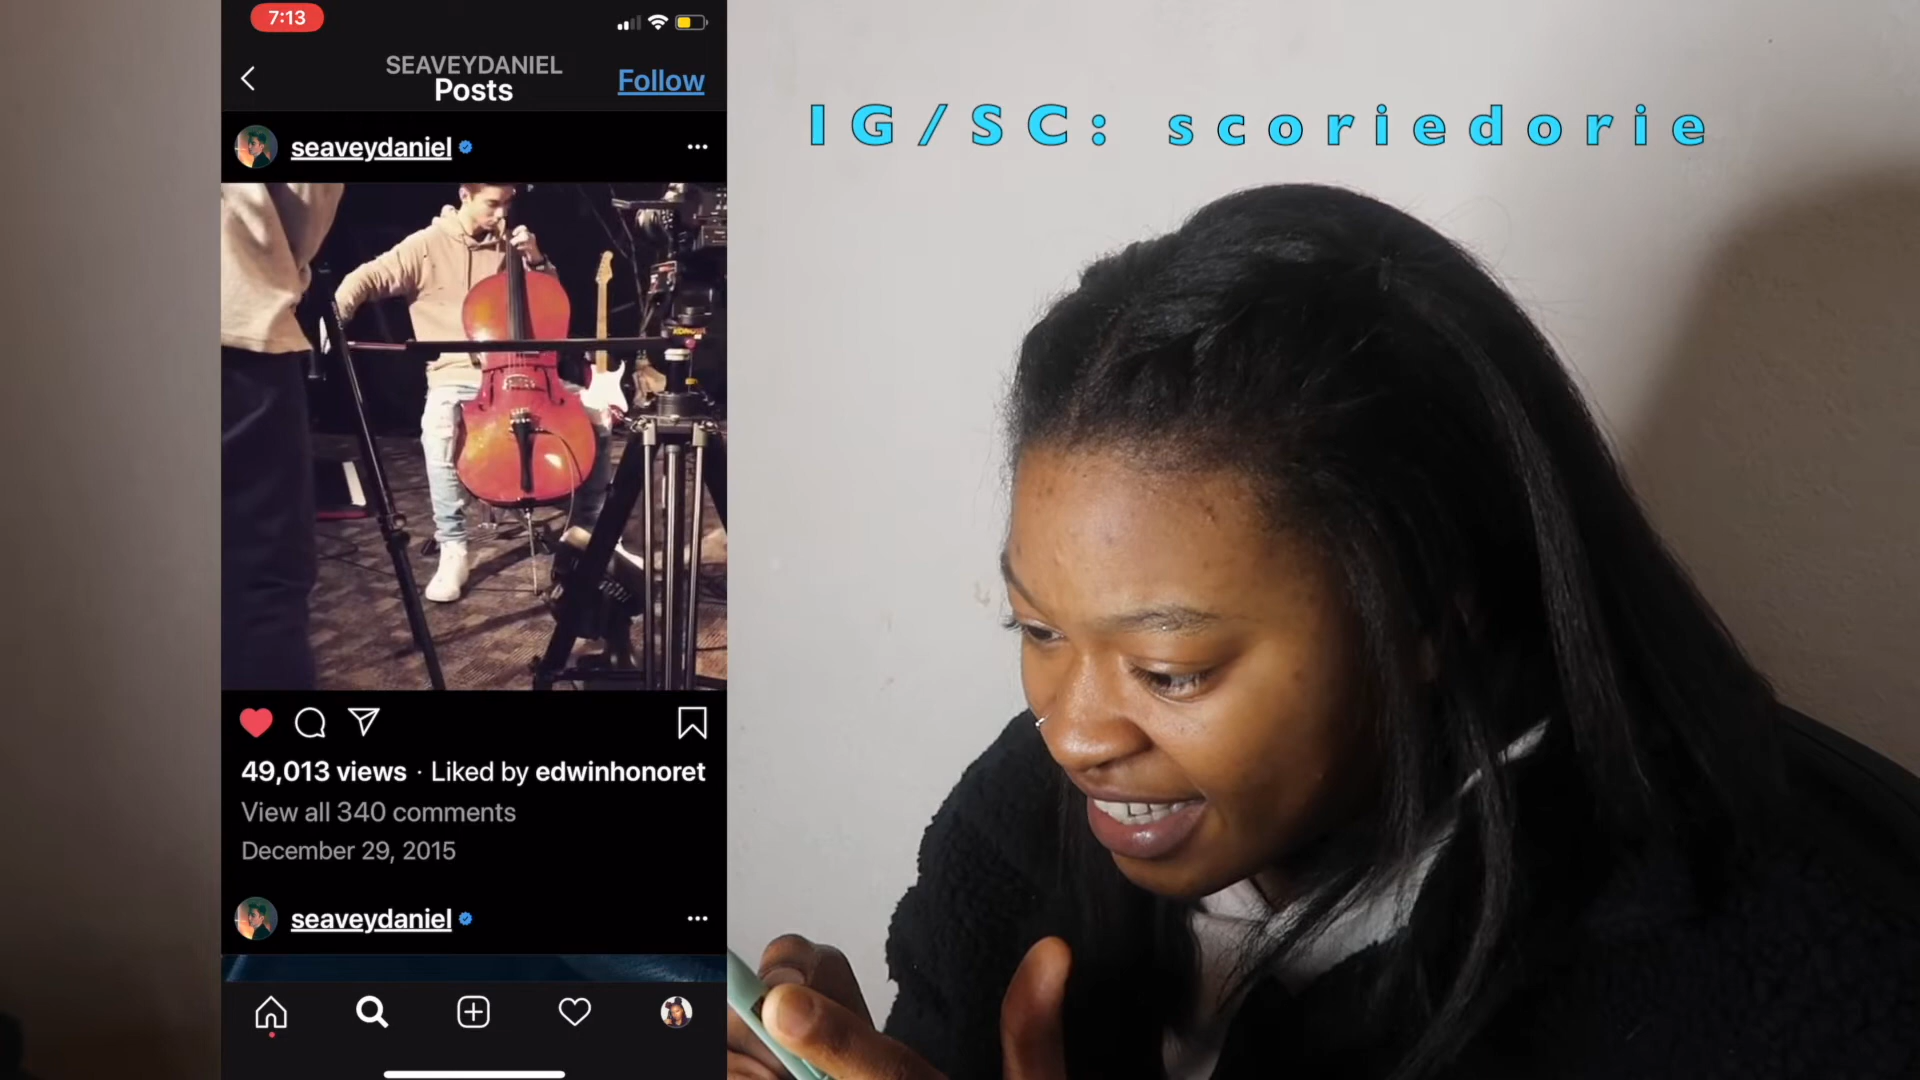 7:13
SEAVEYDANIEL
Posts
Follow
seaveydaniel
49,013 views · Liked by edwinhonoret
View all 340 comments
December 29, 2015
seaveydaniel
IG/SC: scoriedorie